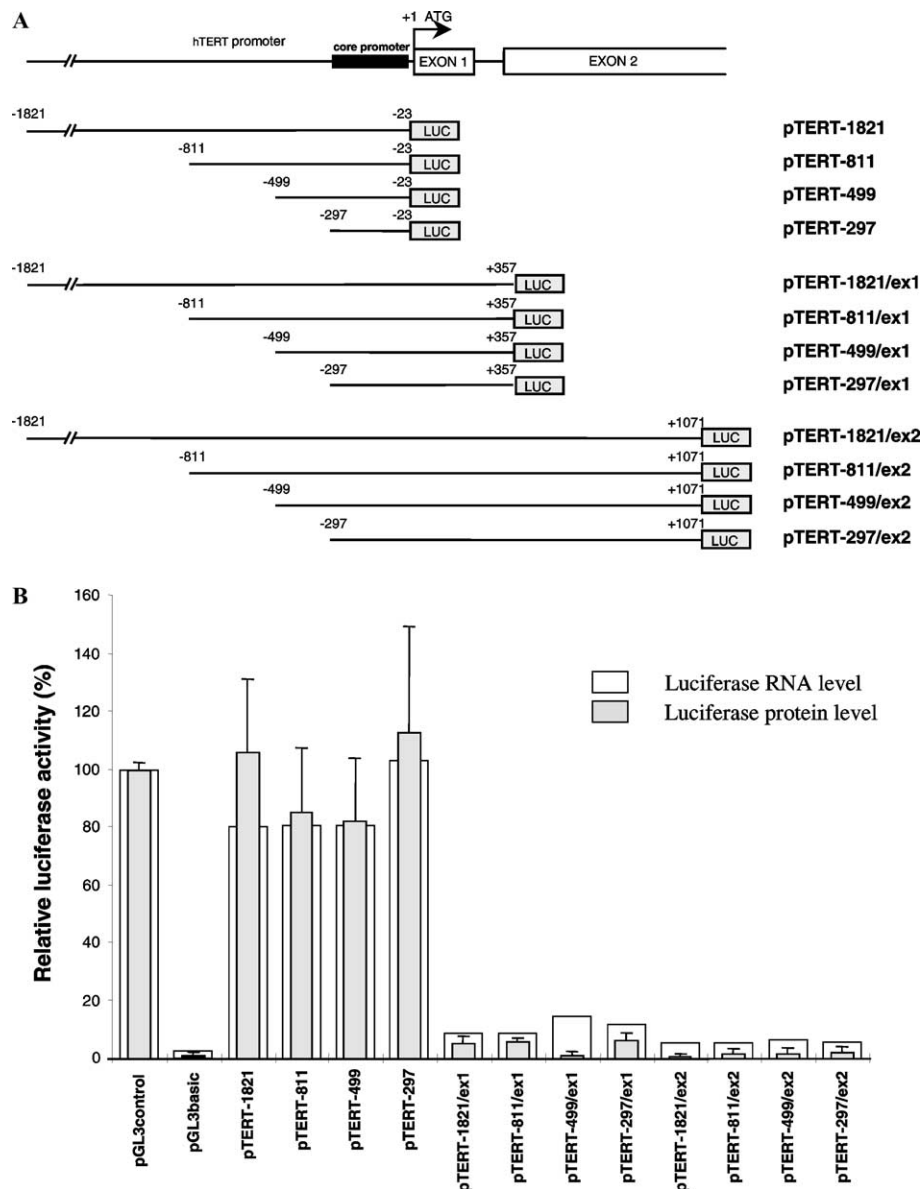 A
+1 ATG
hTERT promoter
core promoter
EXON 1
EXON 2
-1821
-23
LUC
pTERT-1821
-811
-23
LUC
pTERT-811
-499
-23
LUC
pTERT-499
-297
-23
LUC
pTERT-297
-1821
+357
LUC
pTERT-1821/ex1
-811
+357
LUC
pTERT-811/ex1
-499
+357
LUC
pTERT-499/ex1
-297
+357
LUC
pTERT-297/ex1
-1821
+1071
LUC
pTERT-1821/ex2
-811
+1071
LUC
pTERT-811/ex2
-499
+1071
LUC
pTERT-499/ex2
-297
+1071
LUC
pTERT-297/ex2
B
Relative luciferase activity (%)
160
140
120
100
80
60
40
20
0
Luciferase RNA level
Luciferase protein level
pGL3control
pGL3basic
pTERT-1821
pTERT-811
pTERT-499
pTERT-297
pTERT-1821/ex1
pTERT-811/ex1
pTERT-499/ex1
pTERT-297/ex1
pTERT-1821/ex2
pTERT-811/ex2
pTERT-499/ex2
pTERT-297/ex2